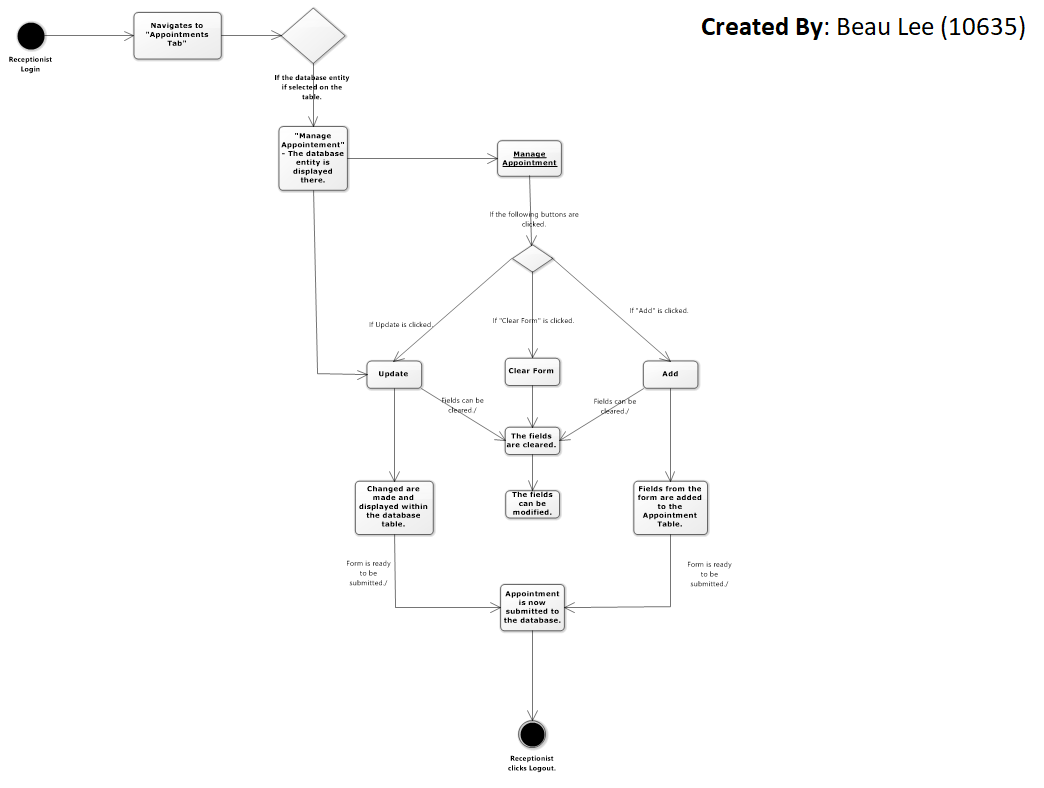 Created By: Beau Lee (10635)
Navigates to
"Appointments
Tab"
Receptionist
Login
If the database entity
if selected on the
table.
"Manage
Appointement"
- The database
entity is
displayed
there.
Manage
Appointment
If the following buttons are
clicked.
If Update is clicked.
If "Clear Form" is clicked.
If "Add" is clicked.
Update
Clear Form
Add
Fields can be
cleared./
Fields can be
cleared./
The fields
are cleared.
Changed are
made and
displayed within
the database
table.
The fields
can be
modified.
Fields from the
form are added
to the
Appointment
Table.
Form is ready
to be
submitted./
Form is ready
to be
submitted./
Appointment
is now
submitted to
the database.
Receptionist
clicks Logout.